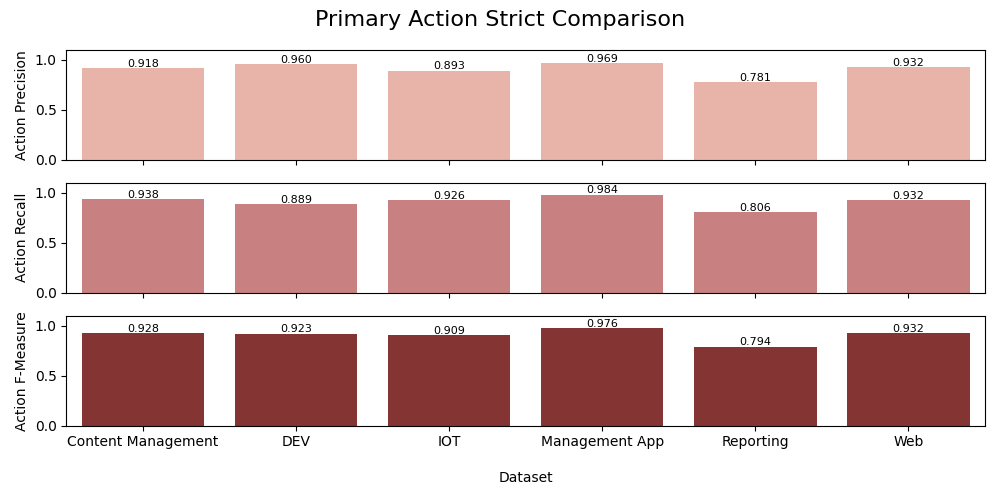 Primary Action Strict Comparison
Action Precision
1.0
0.5
0.0
0.918
0.960
0.893
0.969
0.781
0.932
Action Recall
1.0
0.5
0.0
0.938
0.889
0.926
0.984
0.806
0.932
Action F-Measure
1.0
0.5
0.0
0.928
0.923
0.909
0.976
0.794
0.932
Content Management
DEV
IOT
Management App
Reporting
Web
Dataset